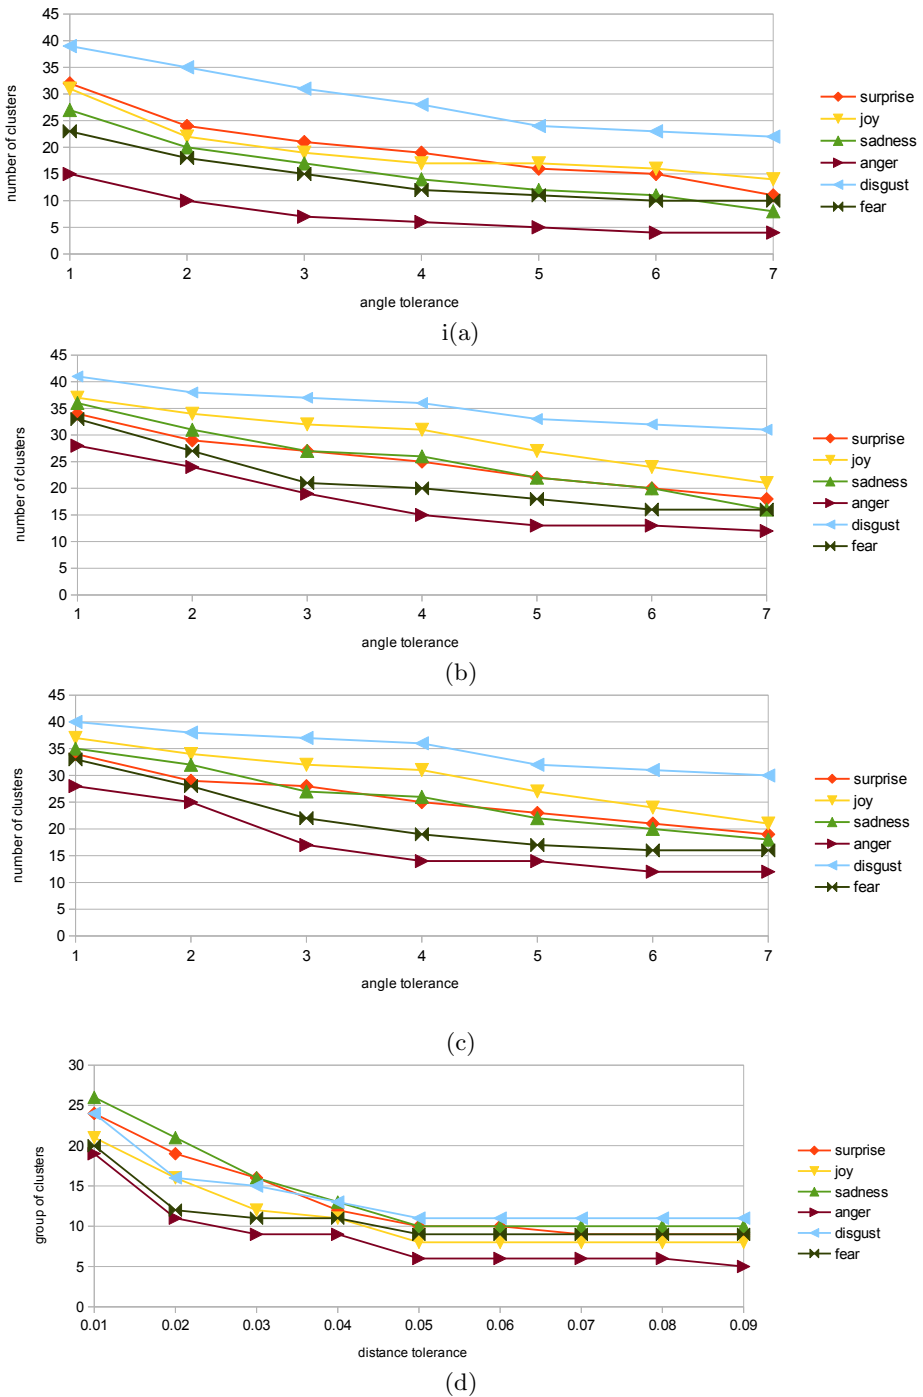 45
40
35
30
25
20
15
10
5
0
number of clusters
1 2 3 4 5 6 7
angle tolerance
surprise
joy
sadness
anger
disgust
fear
i(a)
45
40
35
30
25
20
15
10
5
0
number of clusters
1 2 3 4 5 6 7
angle tolerance
surprise
joy
sadness
anger
disgust
fear
(b)
45
40
35
30
25
20
15
10
5
0
number of clusters
1 2 3 4 5 6 7
angle tolerance
surprise
joy
sadness
anger
disgust
fear
(c)
30
25
20
15
10
5
0
group of clusters
0.01 0.02 0.03 0.04 0.05 0.06 0.07 0.08 0.09
distance tolerance
surprise
joy
sadness
anger
disgust
fear
(d)